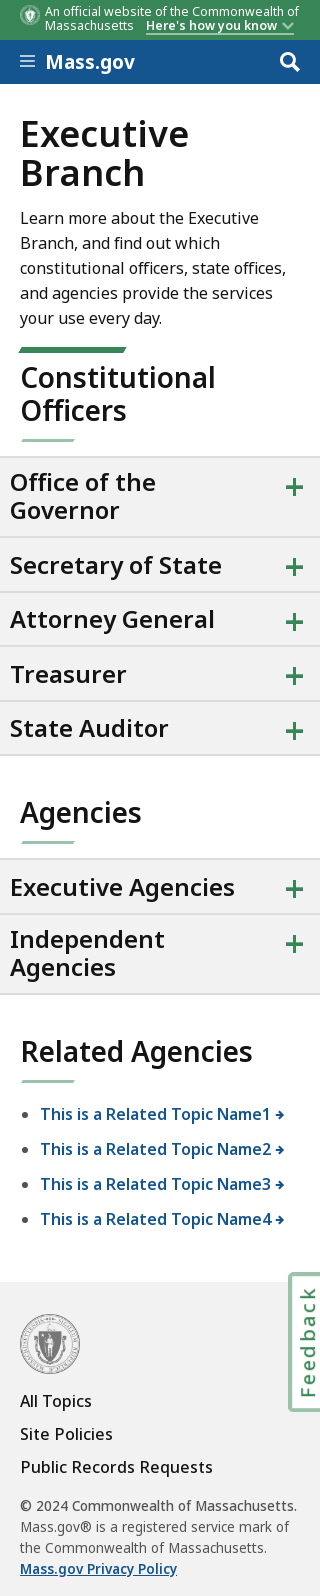 An official website of the Commonwealth of
Massachusetts Here's how you know
Mass.gov
Executive
Branch
Learn more about the Executive
Branch, and find out which
constitutional officers, state offices,
and agencies provide the services
your use every day.
Constitutional
Officers
Office of the
Governor
Secretary of State
Attorney General
Treasurer
State Auditor
Agencies
Executive Agencies
Independent
Agencies
Related Agencies
This is a Related Topic Name1
This is a Related Topic Name2
This is a Related Topic Name3
This is a Related Topic Name4
Feedback
All Topics
Site Policies
Public Records Requests
© 2024 Commonwealth of Massachusetts.
Mass.gov® is a registered service mark of
the Commonwealth of Massachusetts.
Mass.gov Privacy Policy